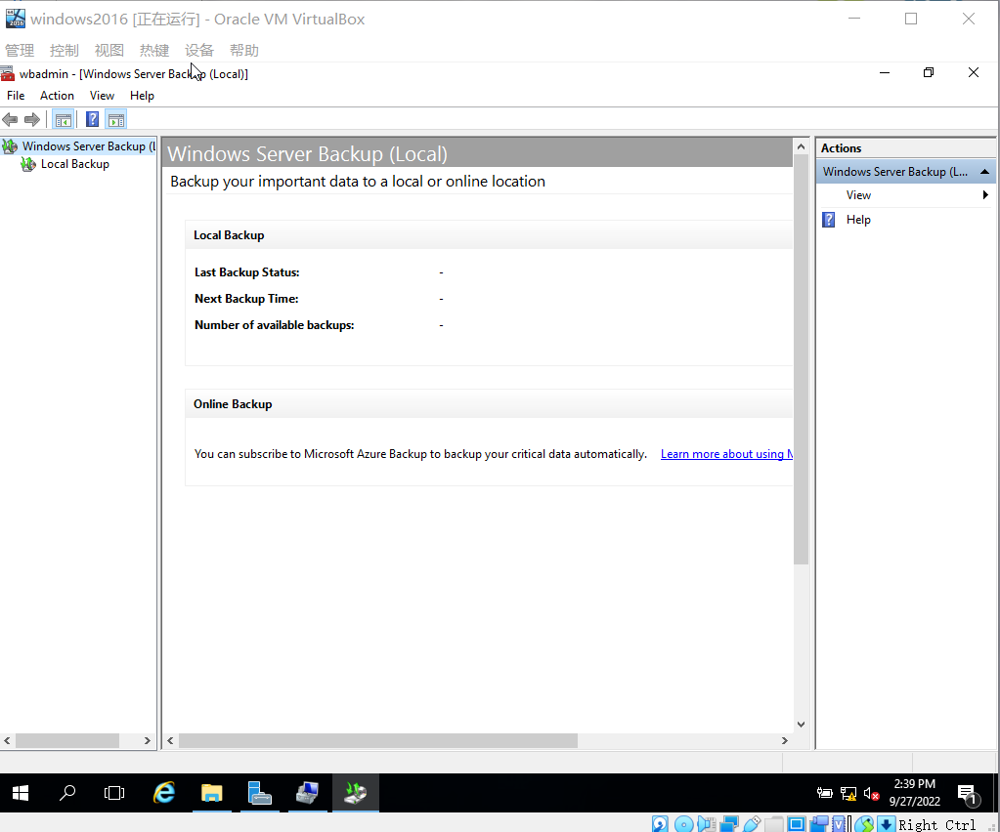 windows2016 [正在运行] - Oracle VM VirtualBox
管理 控制 视图 热键 设备 帮助
wbadmin - [Windows Server Backup (Local)]
File Action View Help
Windows Server Backup (L
Local Backup
Windows Server Backup (Local)
Backup your important data to a local or online location
Local Backup
Last Backup Status: -
Next Backup Time: -
Number of available backups: -
Online Backup
You can subscribe to Microsoft Azure Backup to backup your critical data automatically. Learn more about using M
Actions
Windows Server Backup (L...
View
Help
2:39 PM
9/27/2022
1
Right Ctrl